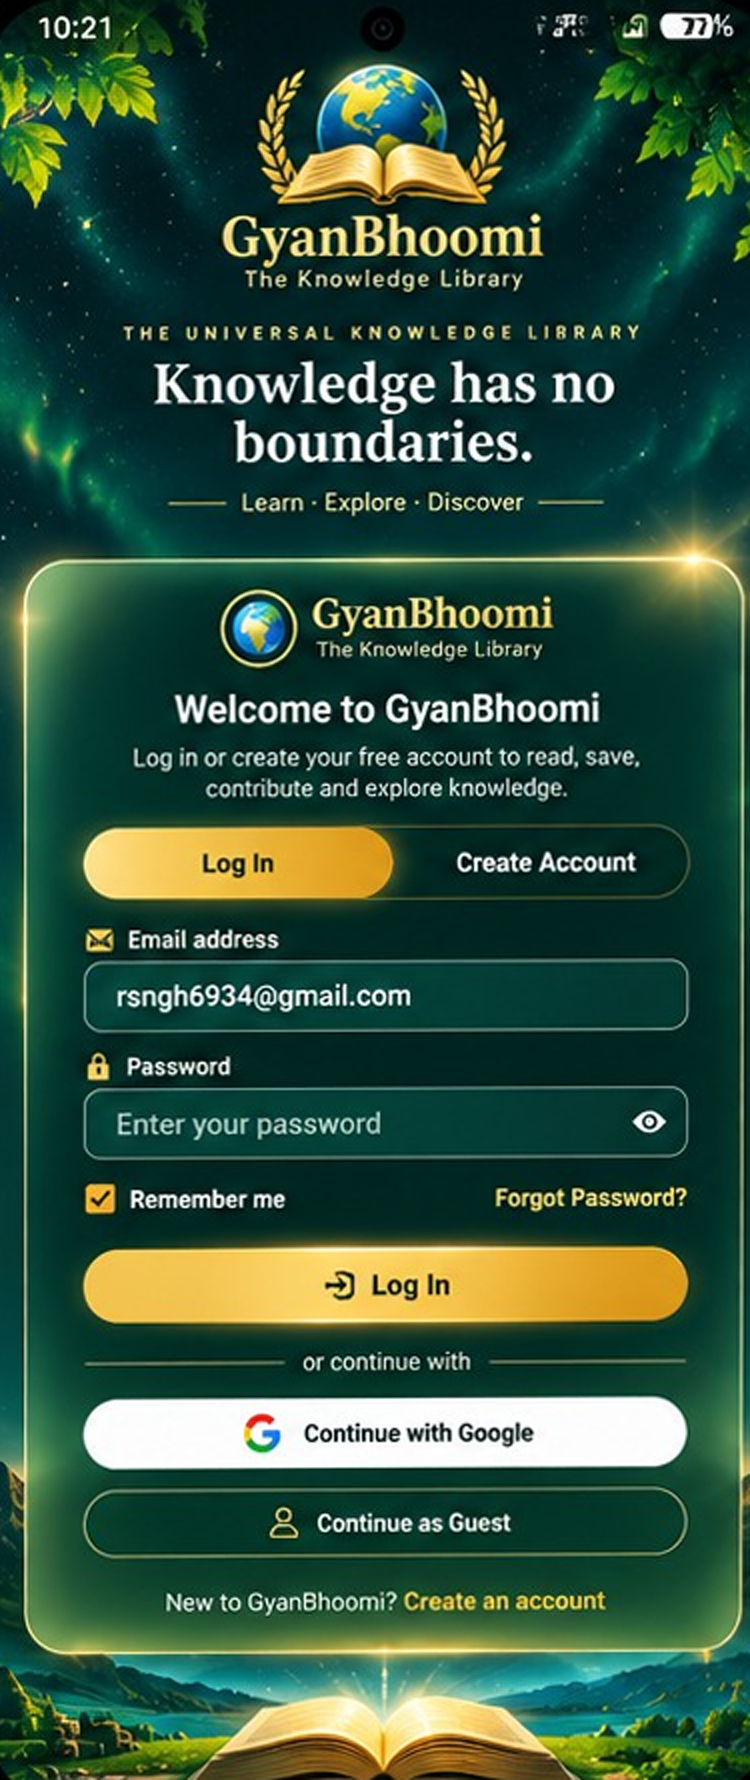 10:21
77%
GyanBhoomi
The Knowledge Library
THE UNIVERSAL KNOWLEDGE LIBRARY
Knowledge has no
boundaries.
Learn · Explore · Discover
GyanBhoomi
The Knowledge Library
Welcome to GyanBhoomi
Log in or create your free account to read, save,
contribute and explore knowledge.
Log In
Create Account
Email address
rsngh6934@gmail.com
Password
Enter your password
Remember me
Forgot Password?
Log In
or continue with
Continue with Google
Continue as Guest
New to GyanBhoomi? Create an account